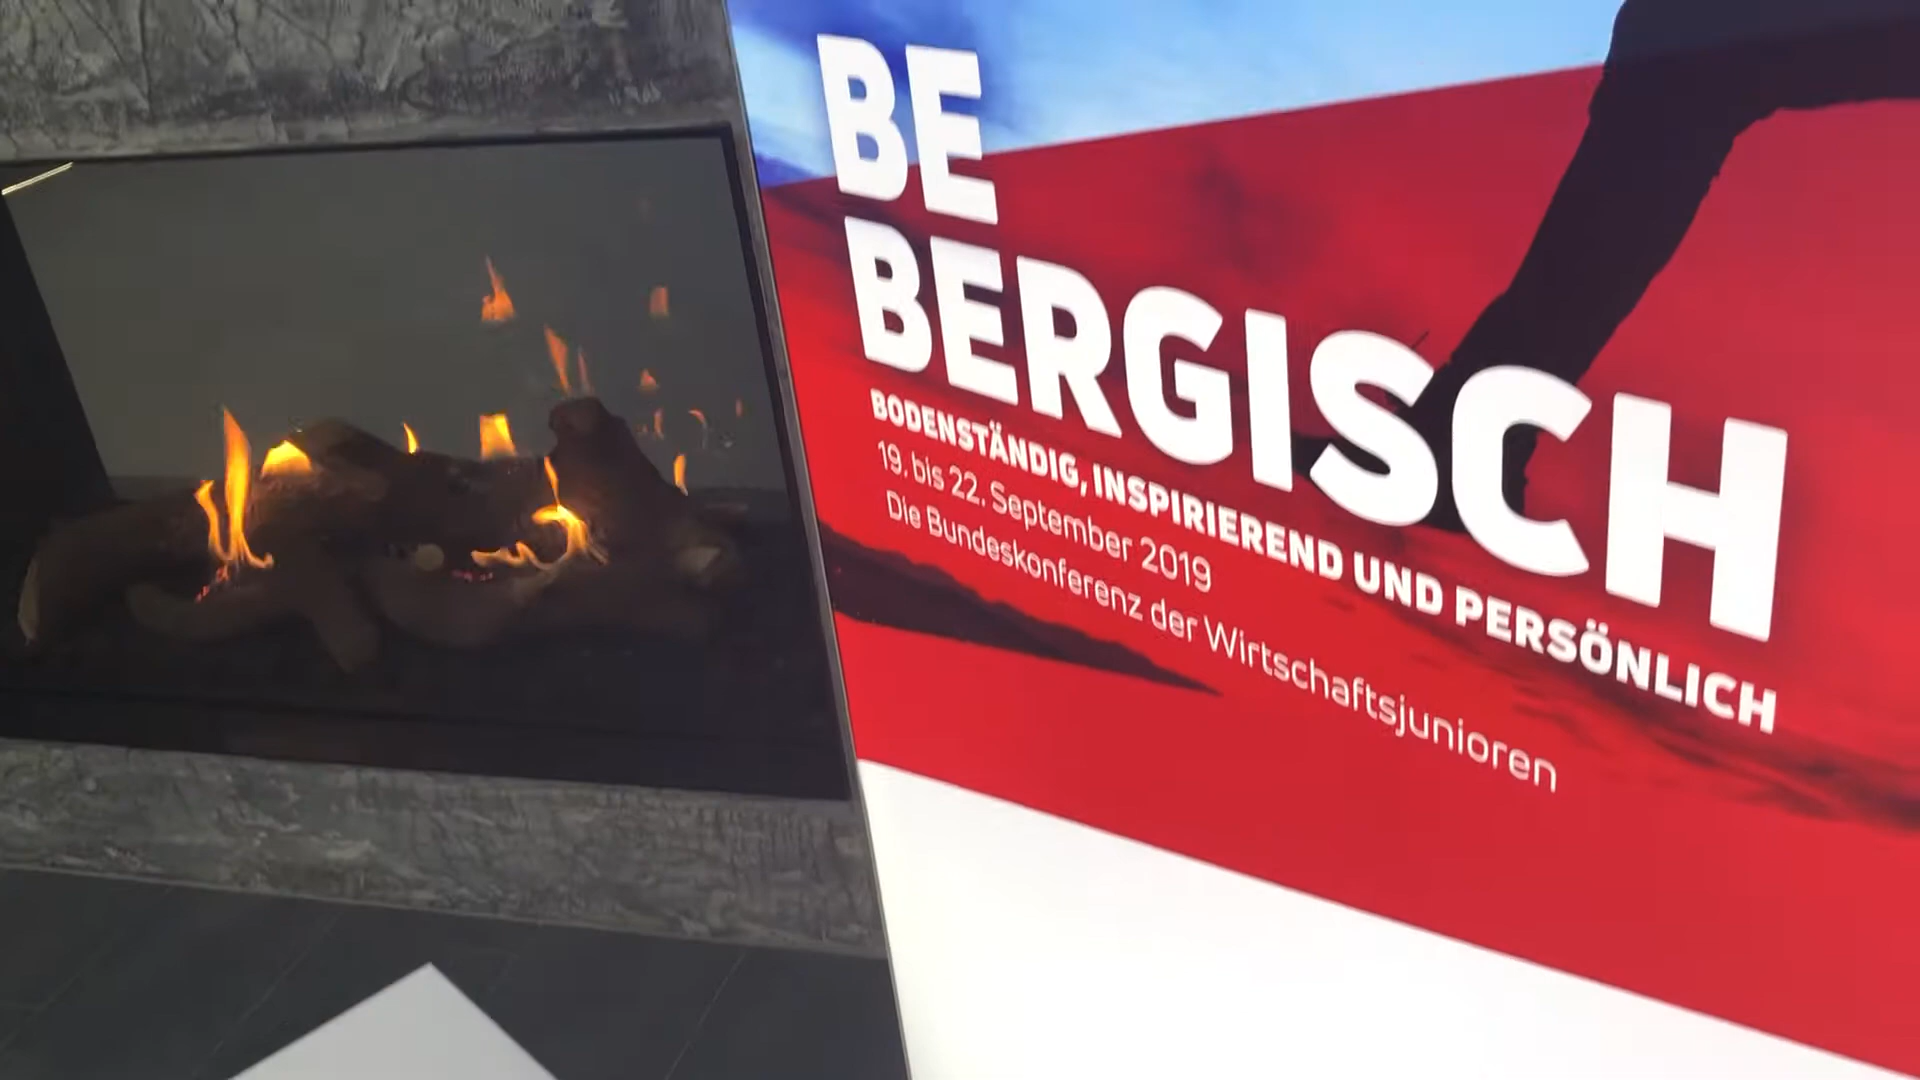 BE
BERGISCH
BODENSTÄNDIG, INSPIRIEREND UND PERSÖNLICH
19. bis 22. September 2019
Die Bundeskonferenz der Wirtschaftsjunioren